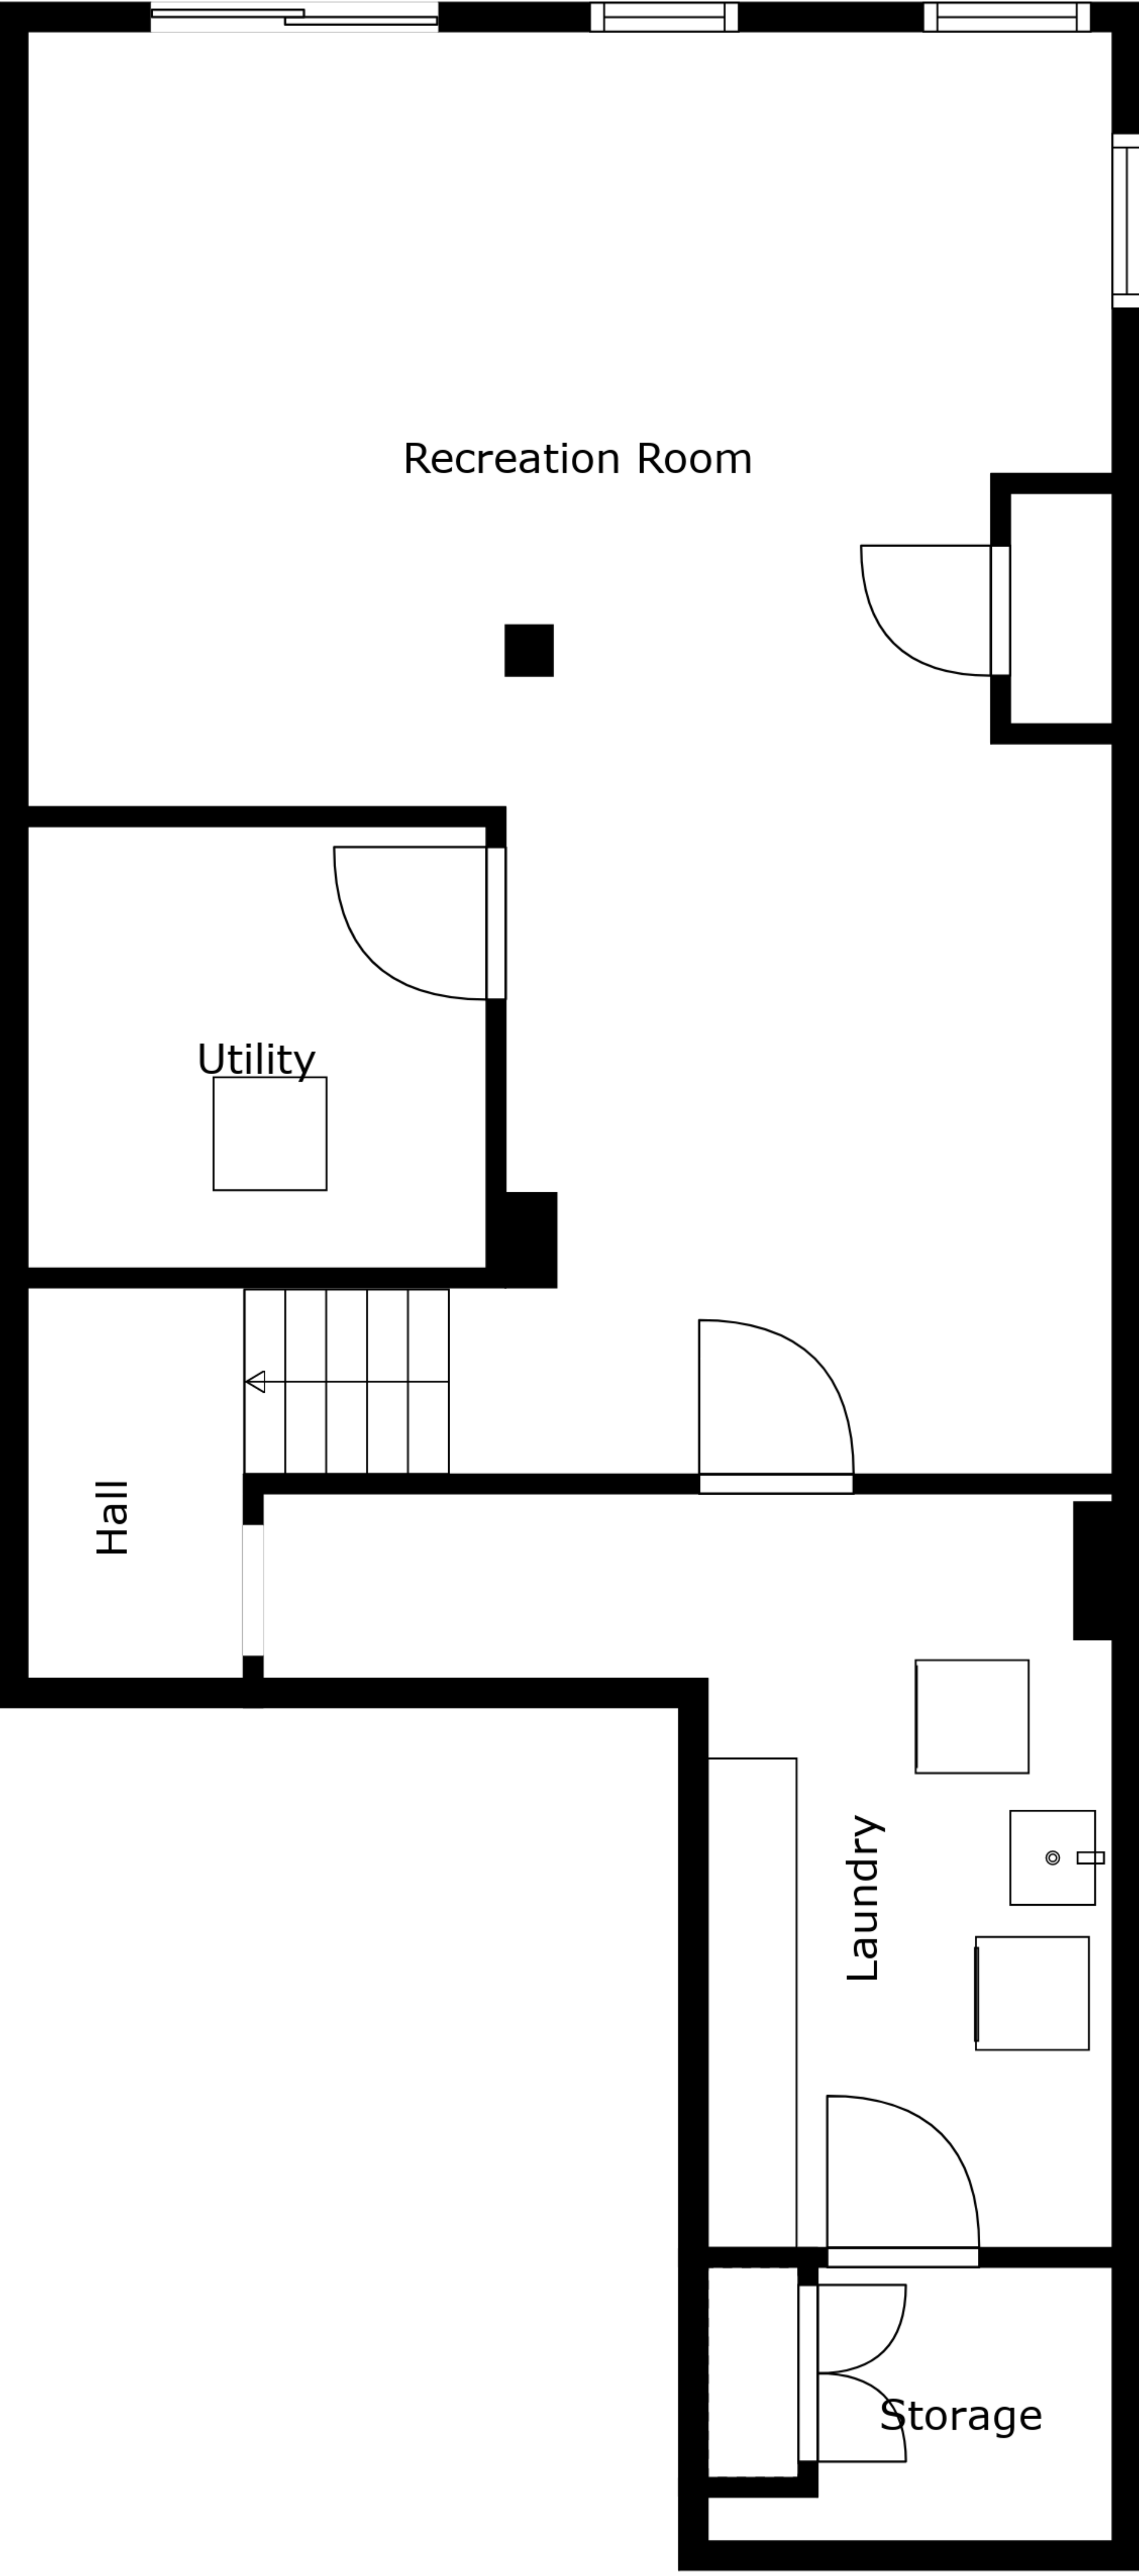 Recreation Room
Utility
Hall
Laundry
Storage